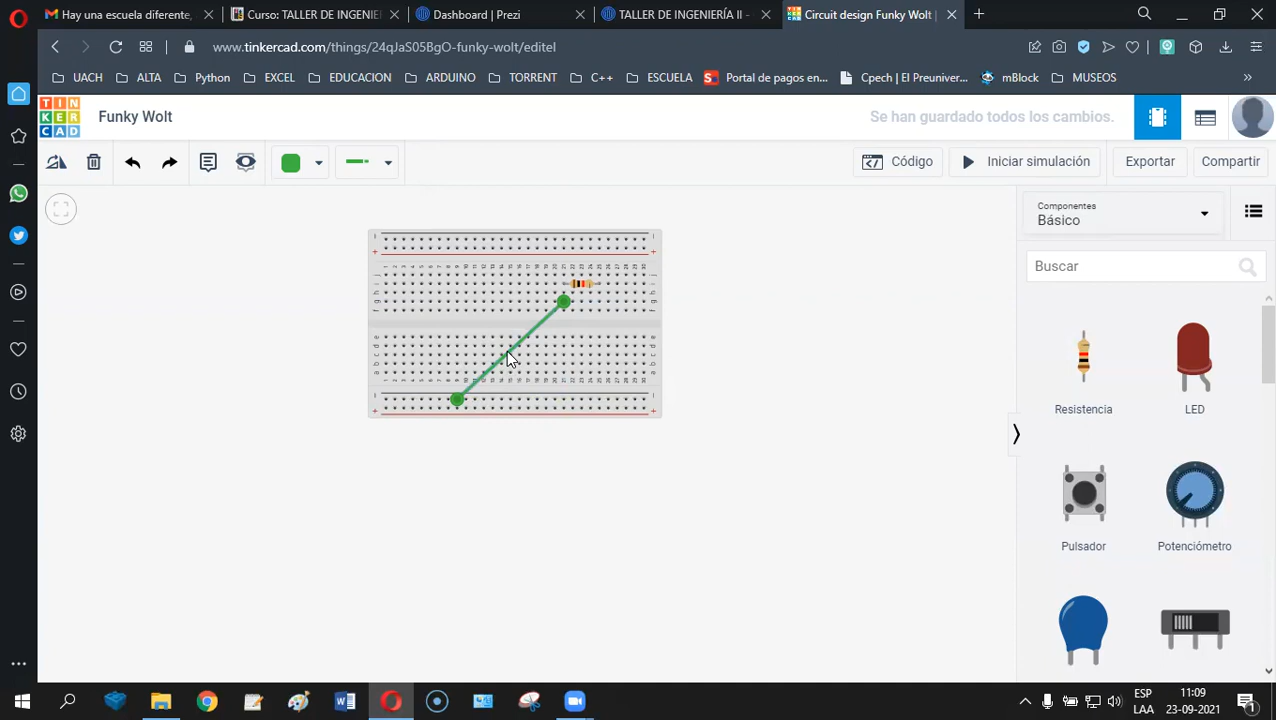 Hay una escuela diferente,
Curso: TALLER DE INGENIE
Dashboard | Prezi
TALLER DE INGENIERÍA II -
Circuit design Funky Wolt |
www.tinkercad.com/things/24qJaS05BgO-funky-wolt/editel
UACH
ALTA
Python
EXCEL
EDUCACION
ARDUINO
TORRENT
C++
ESCUELA
Portal de pagos en...
Cpech | El Preuniver...
mBlock
MUSEOS
TIN
KER
CAD
Funky Wolt
Se han guardado todos los cambios.
Código
Iniciar simulación
Exportar
Compartir
Componentes
Básico
Buscar
Resistencia
LED
Pulsador
Potenciómetro
ESP
LAA
11:09
23-09-2021
1